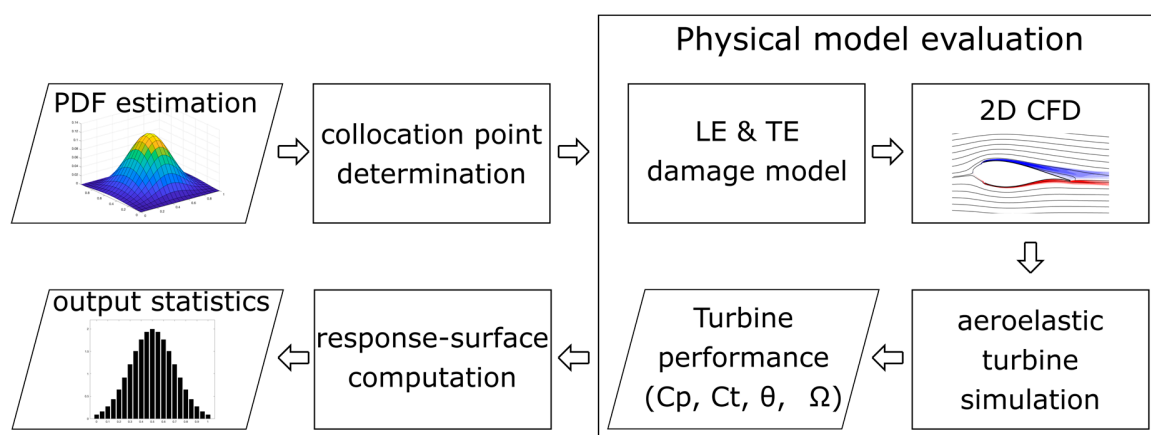 Physical model evaluation
PDF estimation
collocation point
determination
LE & TE
damage model
2D CFD
aeroelastic
turbine
simulation
Turbine
performance
(Cp, Ct, θ, Ω)
response-surface
computation
output statistics